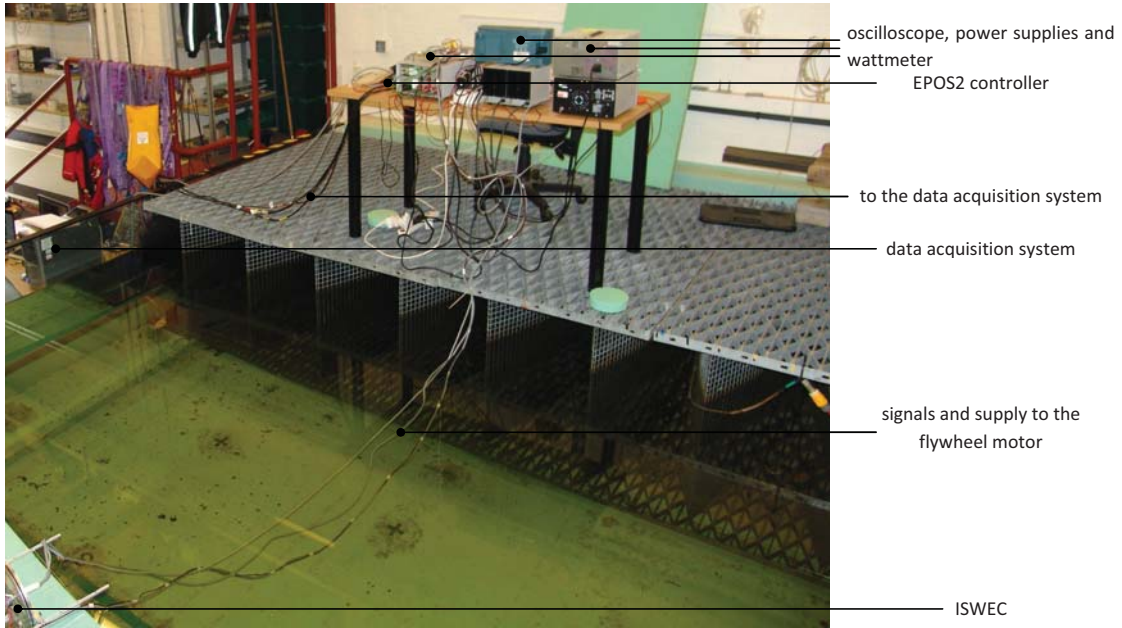 oscilloscope, power supplies and
wattmeter
EPOS2 controller
to the data acquisition system
data acquisition system
signals and supply to the
flywheel motor
ISWEC